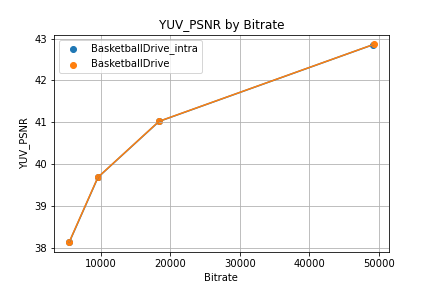 YUV_PSNR by Bitrate
BasketballDrive_intra
BasketballDrive
43
42
41
40
39
38
YUV_PSNR
10000 20000 30000 40000 50000
Bitrate